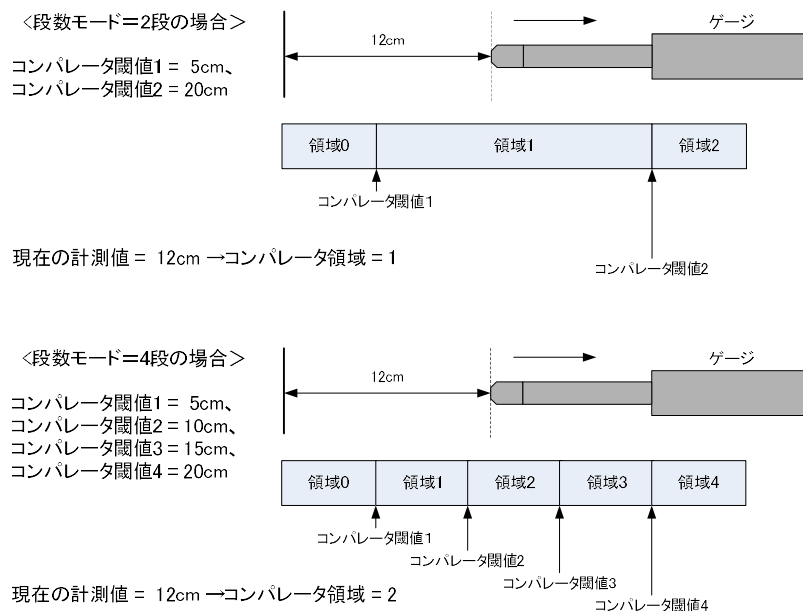 <段数モード＝2段の場合>
コンパレータ閾値1 = 5cm、
コンパレータ閾値2 = 20cm
12cm
ゲージ
領域0
領域1
領域2
コンパレータ閾値1
コンパレータ閾値2
現在の計測値 = 12cm →コンパレータ領域 = 1
<段数モード＝4段の場合>
コンパレータ閾値1 = 5cm、
コンパレータ閾値2 = 10cm、
コンパレータ閾値3 = 15cm、
コンパレータ閾値4 = 20cm
12cm
ゲージ
領域0
領域1
領域2
領域3
領域4
コンパレータ閾値1
コンパレータ閾値2
コンパレータ閾値3
コンパレータ閾値4
現在の計測値 = 12cm →コンパレータ領域 = 2